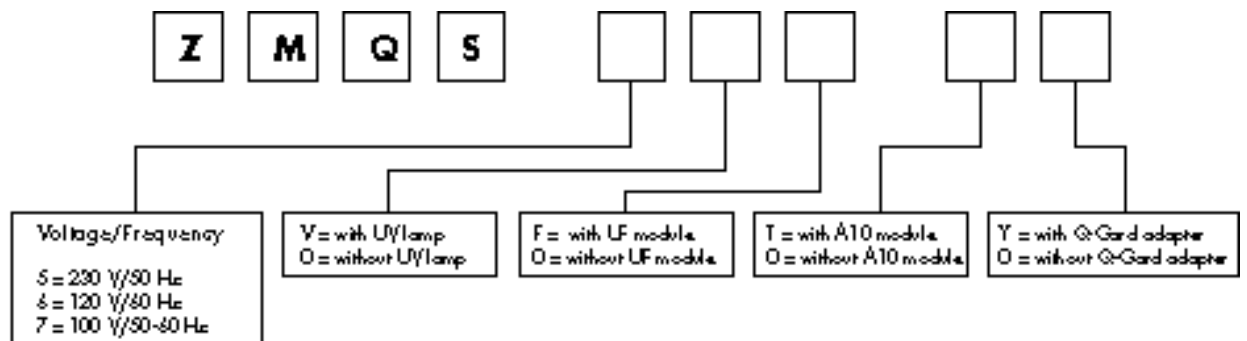 Z M Q S
Voltage/Frequency
5 = 230 V/50 Hz
6 = 120 V/60 Hz
7 = 100 V/50-60 Hz
V = with UV lamp
O = without UV lamp
F = with UF module
O = without UF module
T = with A10 module
O = without A10 module
Y = with Q-Gard adapter
O = without Q-Gard adapter